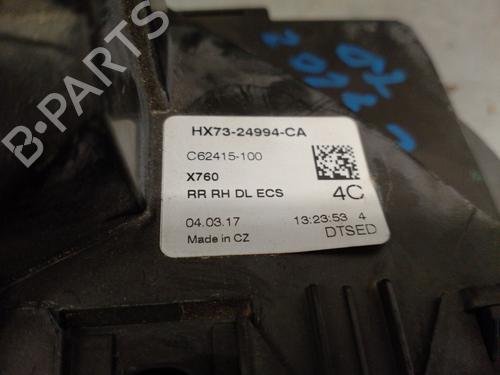 HX73-24994-CA
C62415-100
X760
RR RH DL ECS
4C
04.03.17
13:23:53 4
Made in CZ
DTSED
B-PARTS